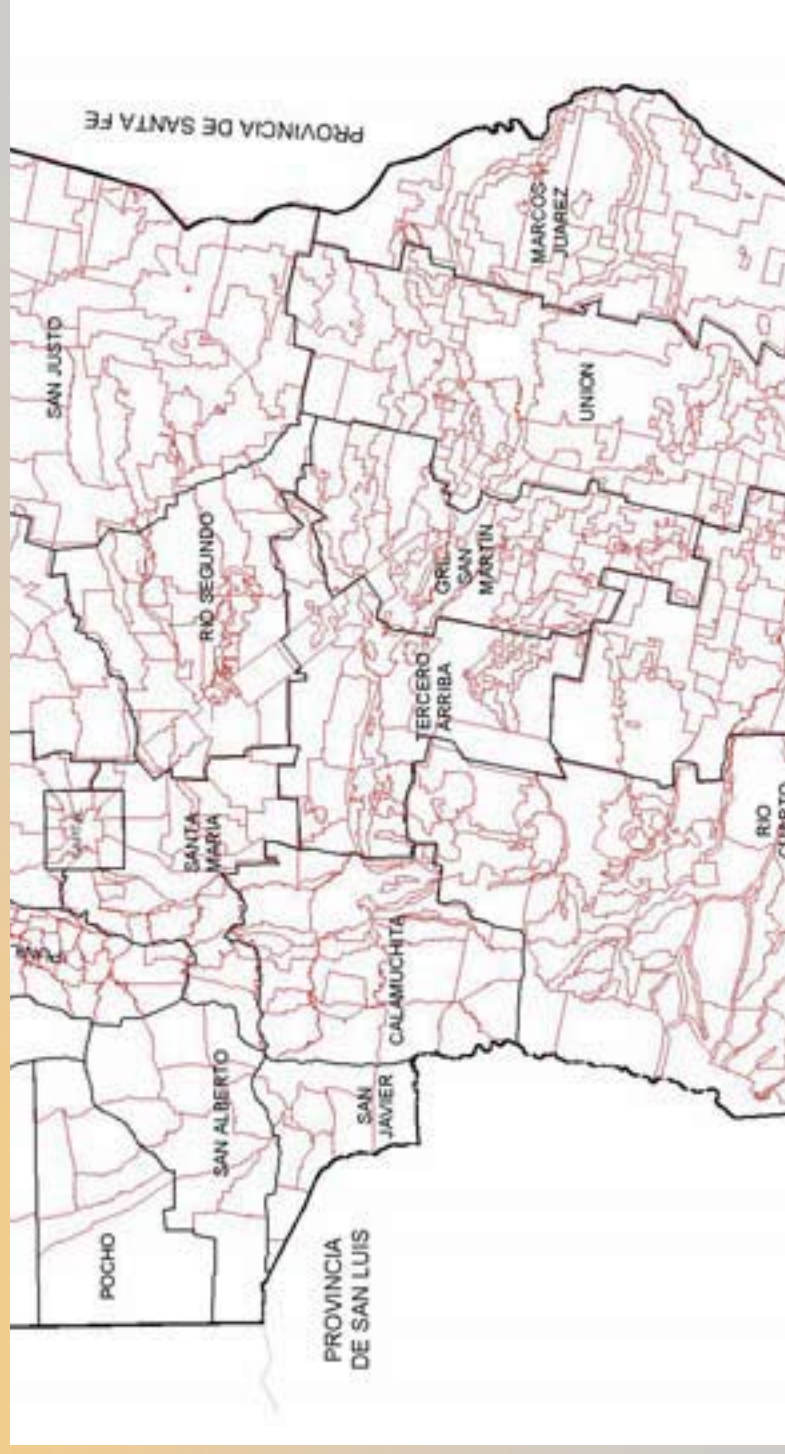 PROVINCIA DE SANTA FE
SAN JUSTO
MARCOS
JUAREZ
UNION
RIO SEGUNDO
GRL
SAN
MARTIN
TERCERO
ARRIBA
SANTA
MARIA
RIO
CUARTO
CALAMUCHITA
SAN ALBERTO
SAN
JAVIER
POCHO
PROVINCIA
DE SAN LUIS